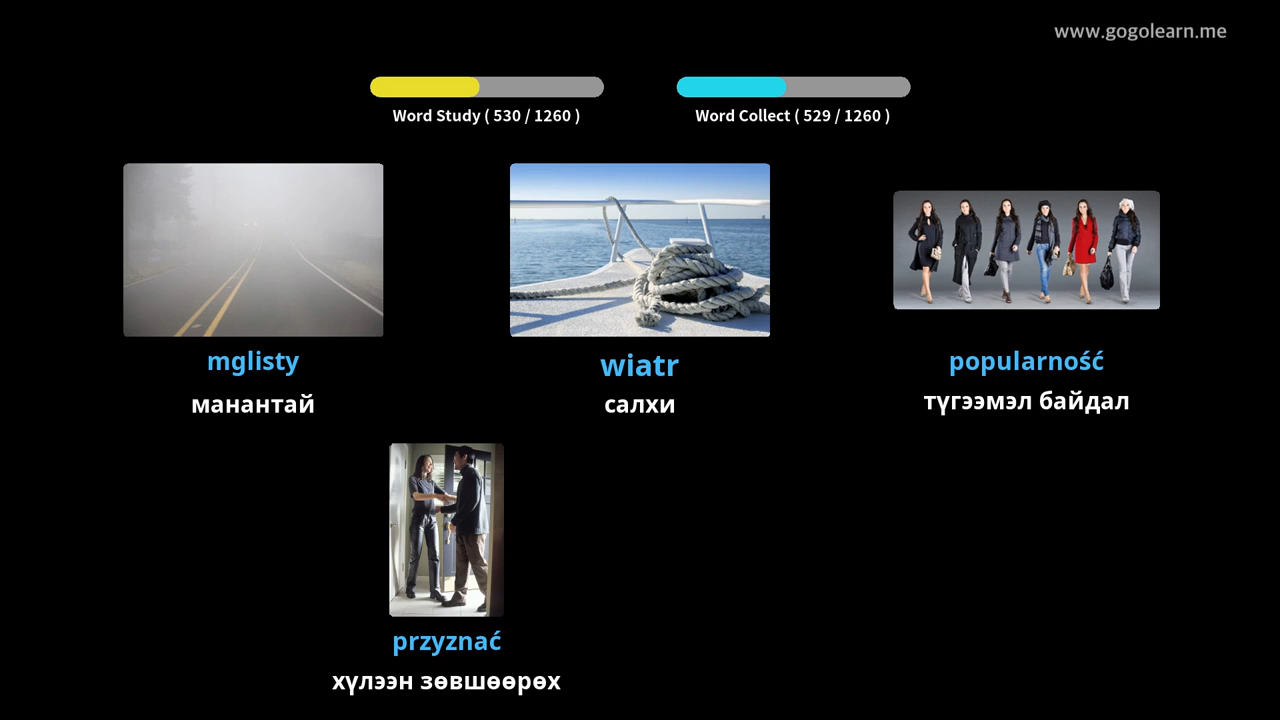 www.gogolearn.me
Word Study ( 530 / 1260 )
Word Collect ( 529 / 1260 )
mglisty
wiatr
popularność
манантай
салхи
түгээмэл байдал
przyznać
хүлээн зөвшөөрөх